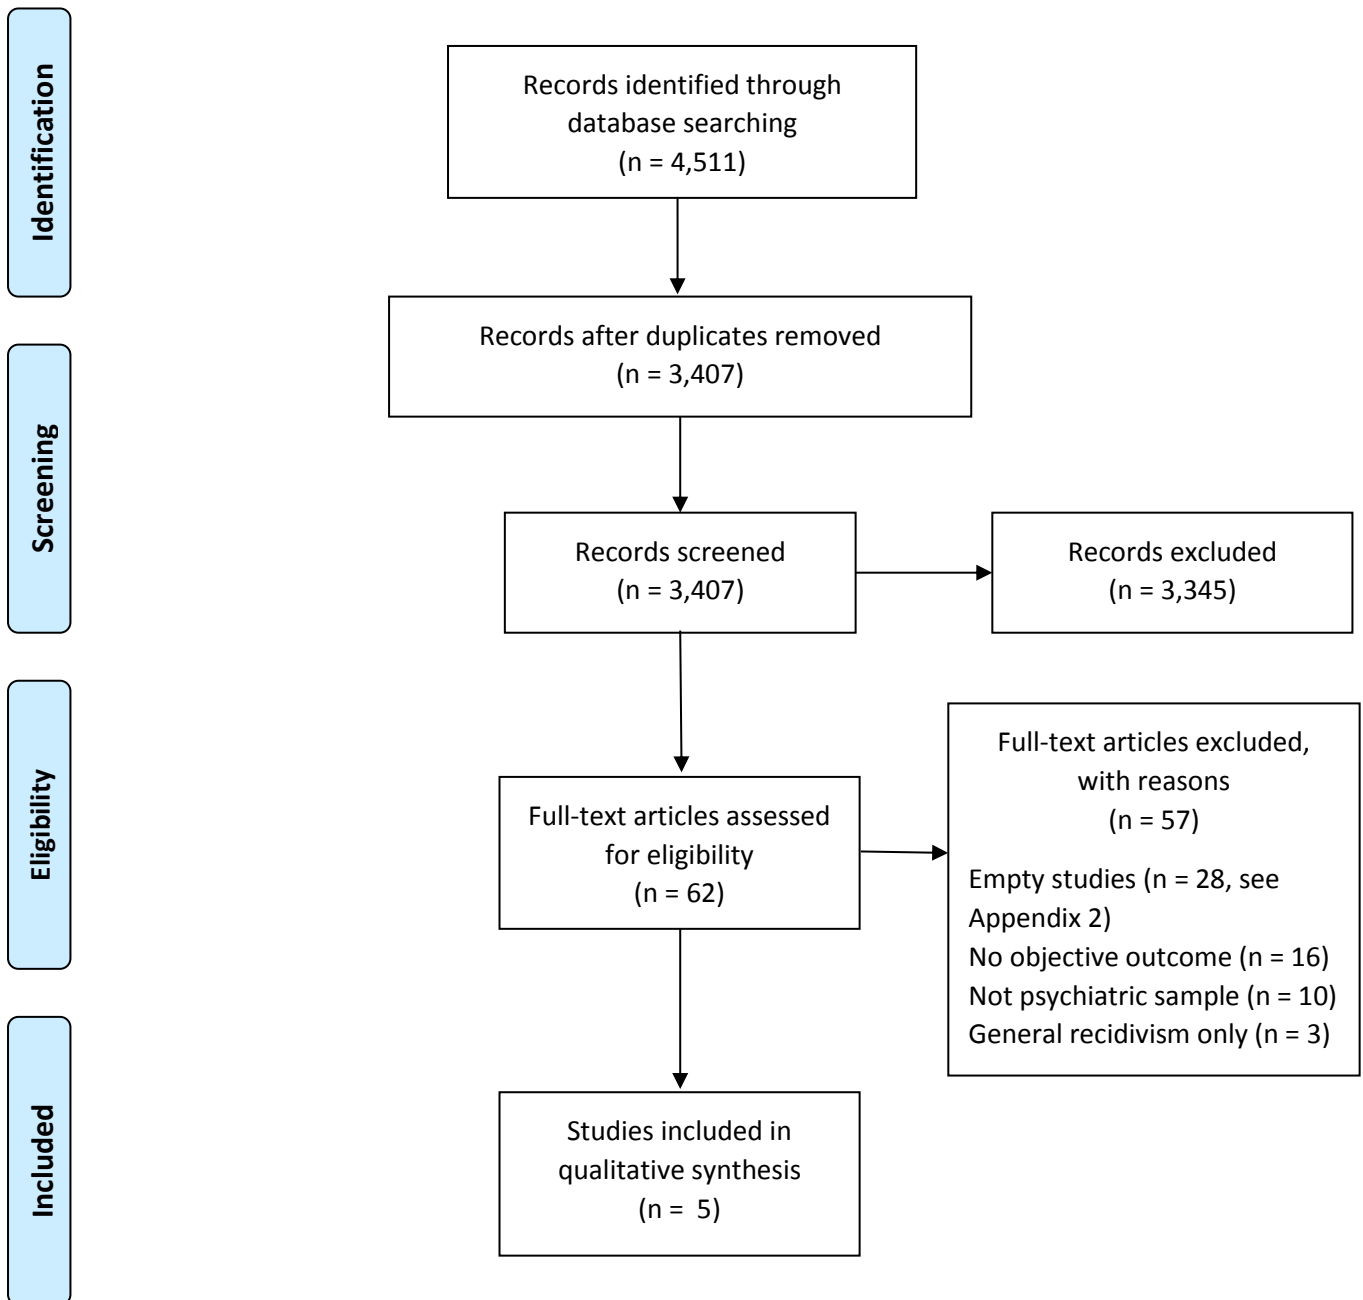 Identification
Records identified through
database searching
(n = 4,511)
Records after duplicates removed
(n = 3,407)
Screening
Records screened
(n = 3,407)
Records excluded
(n = 3,345)
Eligibility
Full-text articles assessed
for eligibility
(n = 62)
Full-text articles excluded,
with reasons
(n = 57)
Empty studies (n = 28, see
Appendix 2)
No objective outcome (n = 16)
Not psychiatric sample (n = 10)
General recidivism only (n = 3)
Included
Studies included in
qualitative synthesis
(n =  5)